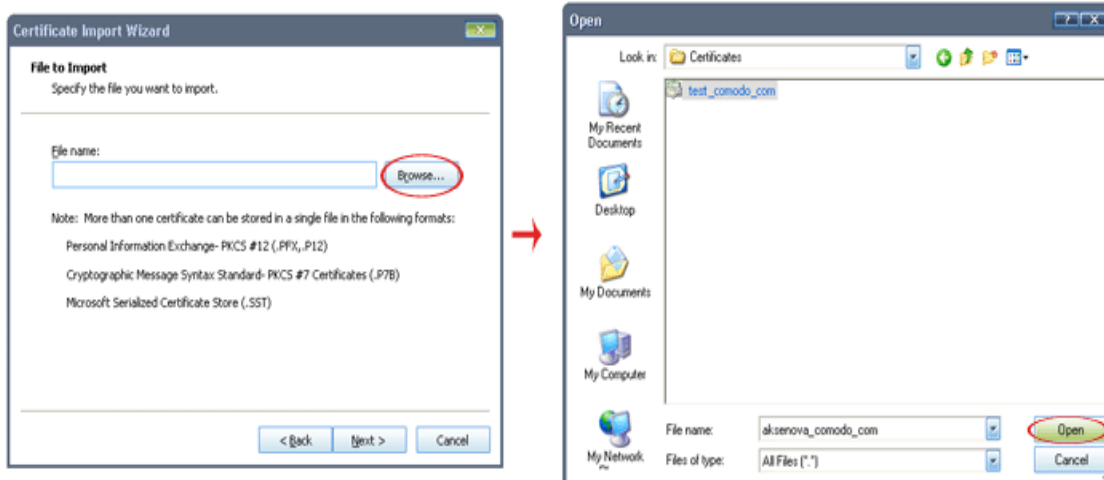 Certificate Import Wizard
File to Import
Specify the file you want to import.
File name:
Browse...
Note: More than one certificate can be stored in a single file in the following formats:
Personal Information Exchange- PKCS #12 (.PFX,.P12)
Cryptographic Message Syntax Standard- PKCS #7 Certificates (.P7B)
Microsoft Serialized Certificate Store (.SST)
< Back
Next >
Cancel
Open
Look in:
Certificates
test_comodo_com
My Recent
Documents
Desktop
My Documents
My Computer
My Network
File name:
aksenova_comodo_com
Open
Files of type:
All Files (*.*)
Cancel